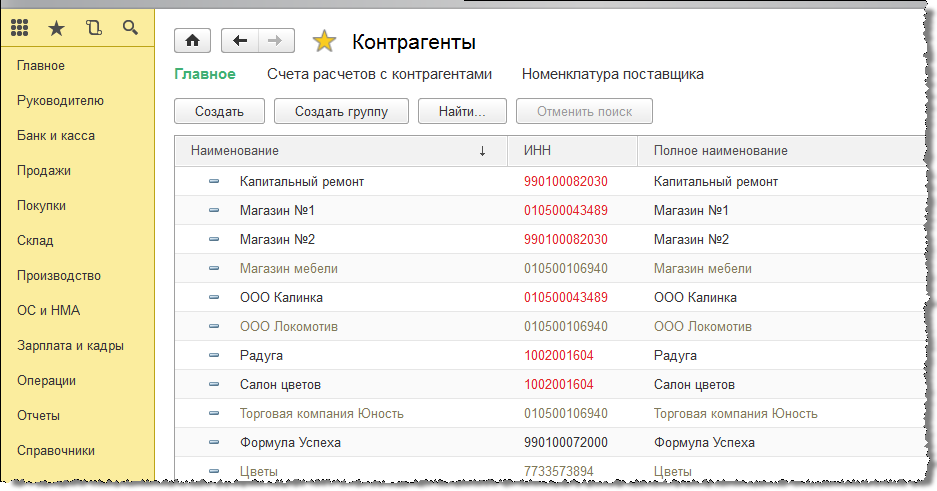 Контрагенты
Главное Счета расчетов с контрагентами Номенклатура поставщика
Создать Создать группу Найти... Отменить поиск
Главное
Руководителю
Банк и касса
Продажи
Покупки
Склад
Производство
ОС и НМА
Зарплата и кадры
Операции
Отчеты
Справочники
Наименование ↓ ИНН Полное наименование
Капитальный ремонт 990100082030 Капитальный ремонт
Магазин №1 010500043489 Магазин №1
Магазин №2 990100082030 Магазин №2
Магазин мебели 010500106940 Магазин мебели
ООО Калинка 010500043489 ООО Калинка
ООО Локомотив 010500106940 ООО Локомотив
Радуга 1002001604 Радуга
Салон цветов 1002001604 Салон цветов
Торговая компания Юность 010500106940 Торговая компания Юность
Формула Успеха 990100072000 Формула Успеха
Цветы 7733573894 Цветы